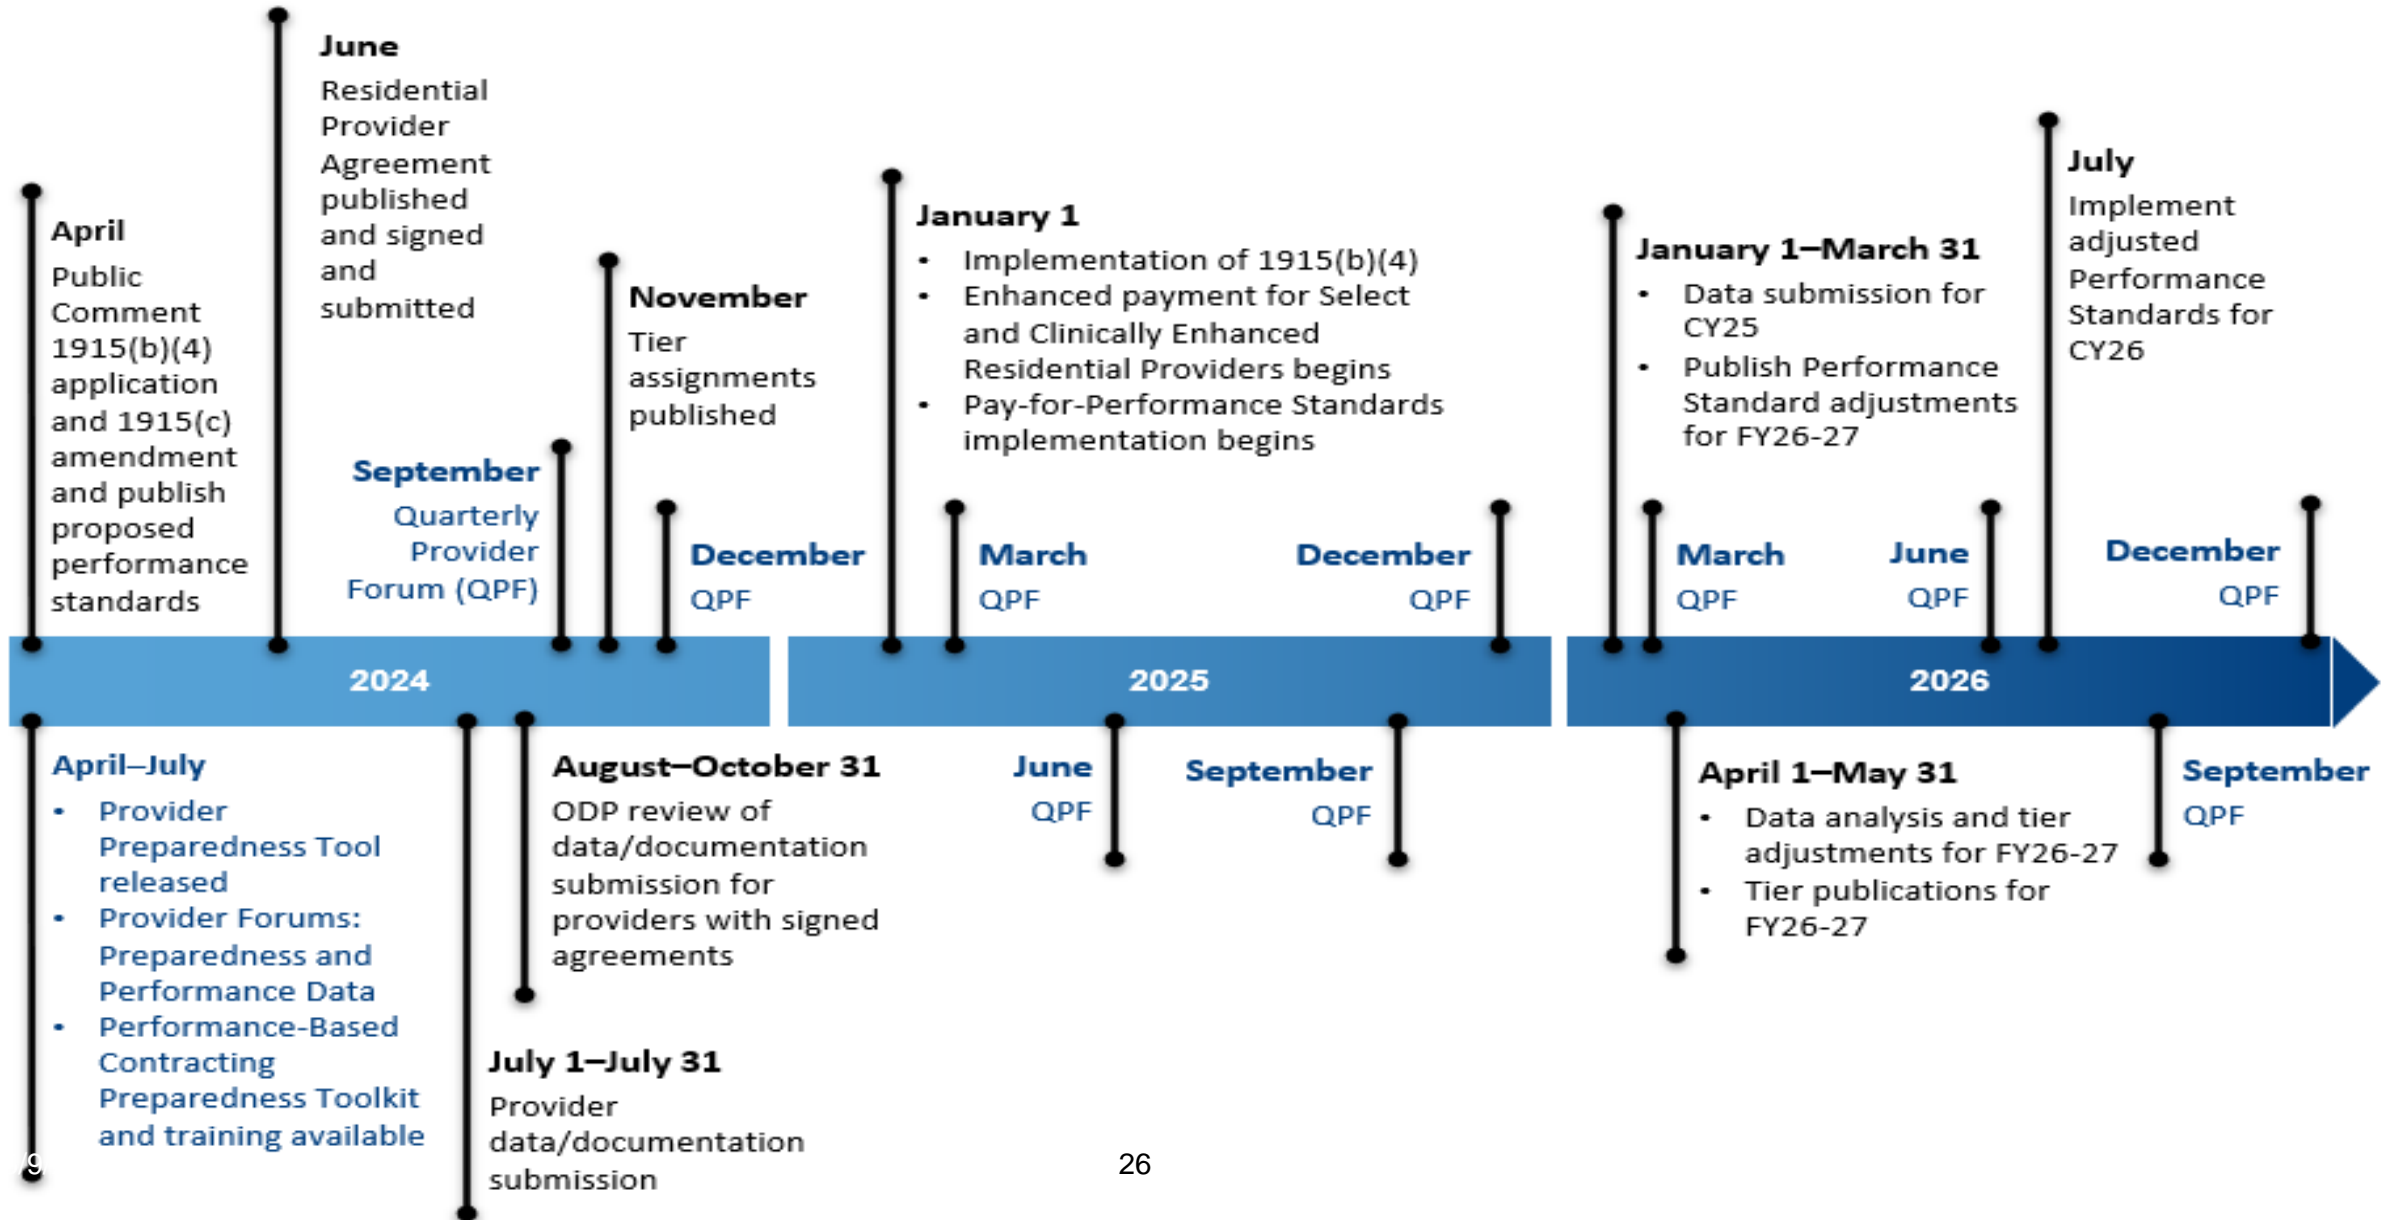 June
Residential
Provider
Agreement
published
and signed
and
submitted
April
Public
Comment
1915(b)(4)
application
and 1915(c)
amendment
and publish
proposed
performance
standards
September
Quarterly
Provider
Forum (QPF)
November
Tier
assignments
published
December
QPF
January 1
• Implementation of 1915(b)(4)
• Enhanced payment for Select
and Clinically Enhanced
Residential Providers begins
• Pay-for-Performance Standards
implementation begins
March
QPF
December
QPF
January 1–March 31
• Data submission for
CY25
• Publish Performance
Standard adjustments
for FY26-27
March
QPF
June
QPF
July
Implement
adjusted
Performance
Standards for
CY26
December
QPF
2024
2025
2026
April–July
• Provider
Preparedness Tool
released
• Provider Forums:
Preparedness and
Performance Data
• Performance-Based
Contracting
Preparedness Toolkit
and training available
July 1–July 31
Provider
data/documentation
submission
August–October 31
ODP review of
data/documentation
submission for
providers with signed
agreements
June
QPF
September
QPF
April 1–May 31
• Data analysis and tier
adjustments for FY26-27
• Tier publications for
FY26-27
September
QPF
26